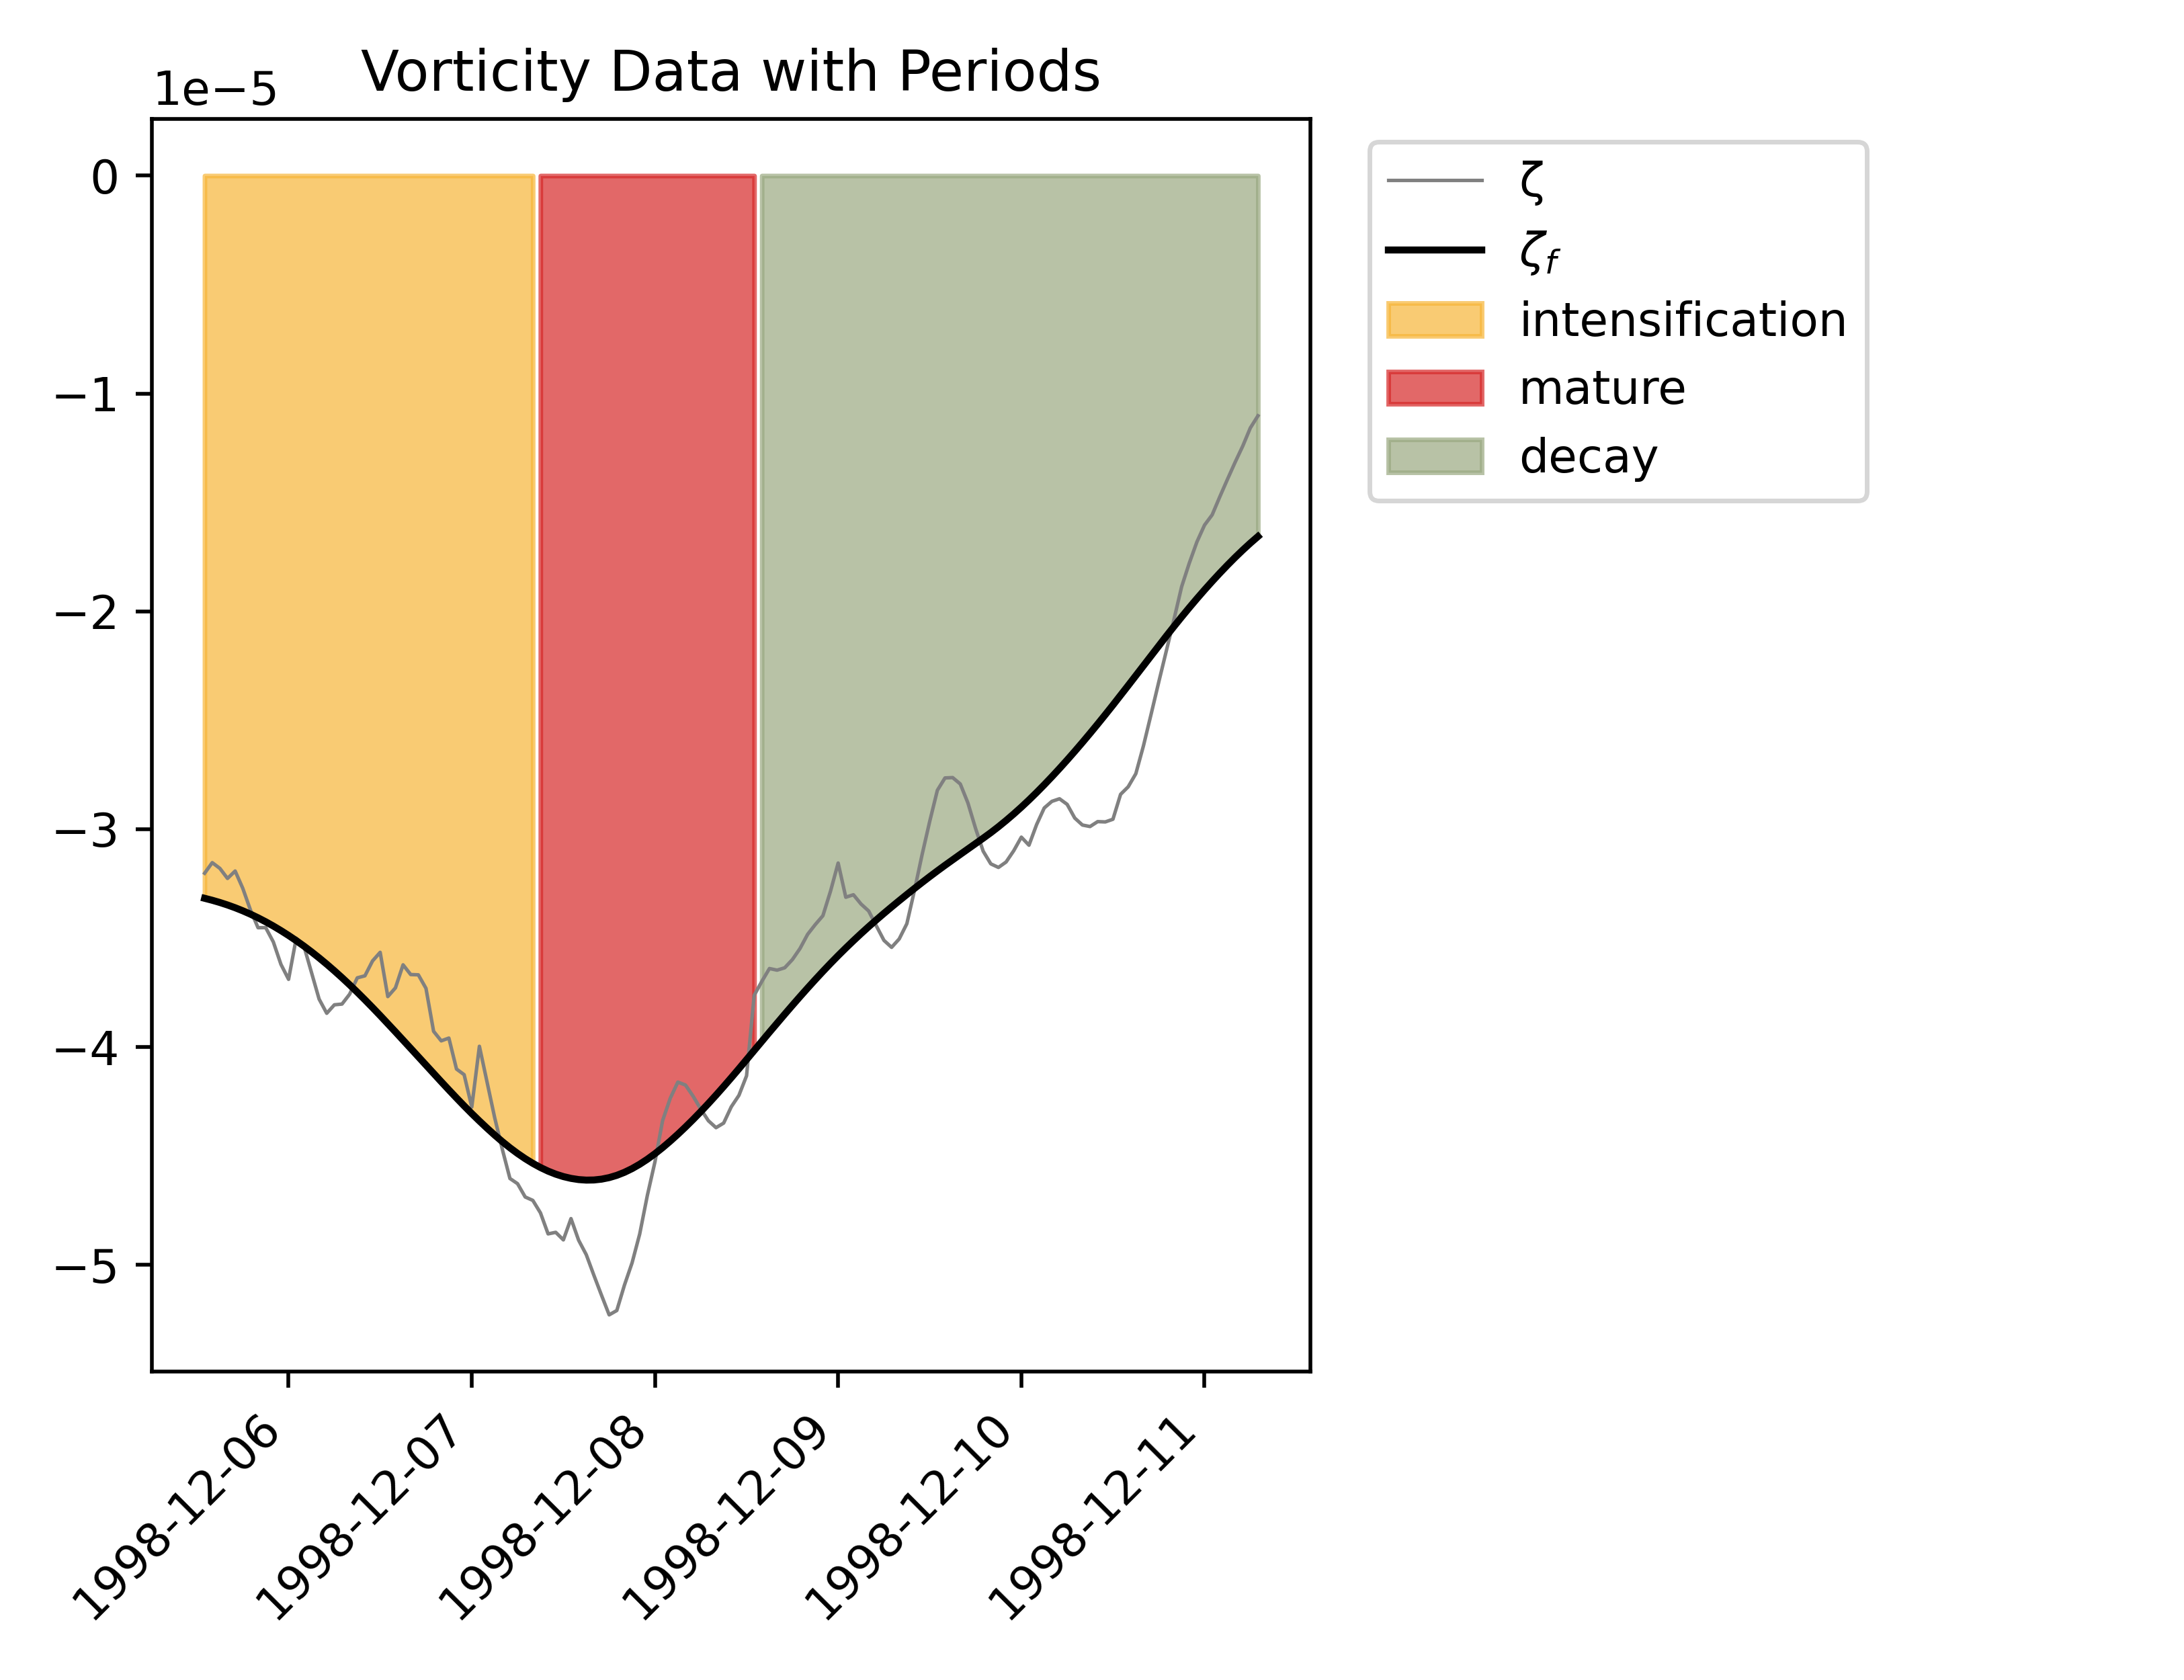 Vorticity Data with Periods
1e−5
0
−1
−2
−3
−4
−5
1998-12-06
1998-12-07
1998-12-08
1998-12-09
1998-12-10
1998-12-11
ζ
ζf
intensification
mature
decay